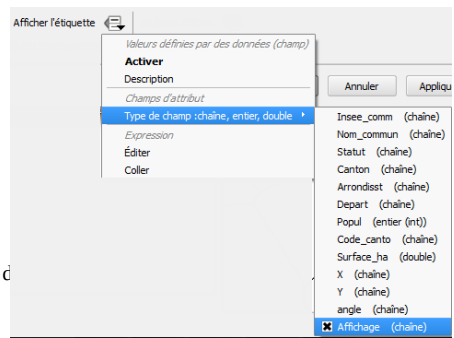 Afficher l'étiquette
Valeurs définies par des données (champ)
Activer
Description
Champs d'attribut
Type de champ :chaîne, entier, double
Expression
Éditer
Coller
Annuler
Appliqu
Insee_comm (chaîne)
Nom_commun (chaîne)
Statut (chaîne)
Canton (chaîne)
Arrondisst (chaîne)
Depart (chaîne)
Popul (entier (int))
Code_canto (chaîne)
Surface_ha (double)
X (chaîne)
Y (chaîne)
angle (chaîne)
Affichage (chaîne)